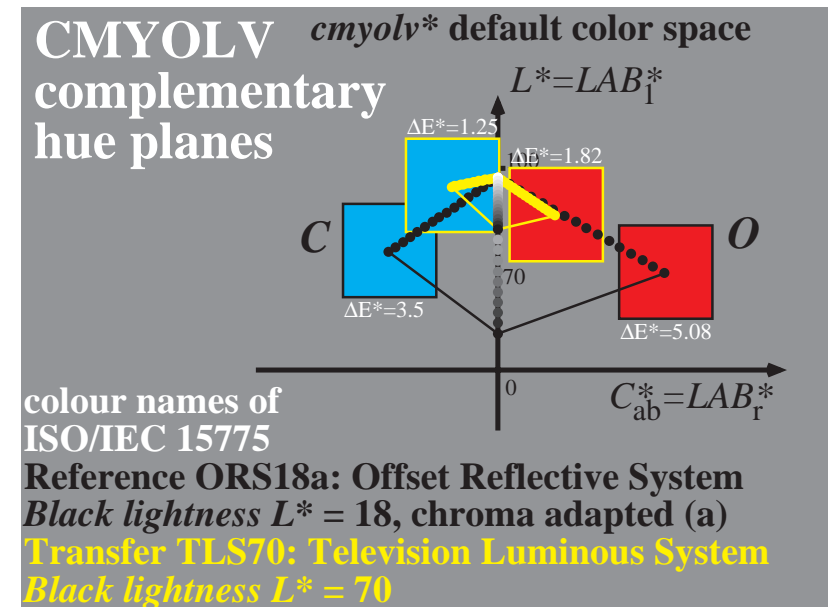 CMYOLV
complementary
hue planes
cmyolv* default color space
L*=LAB*l
ΔE*=1.25
100
ΔE*=1.82
C
O
70
ΔE*=3.5
ΔE*=5.08
0
C*ab=LAB*r
colour names of
ISO/IEC 15775
Reference ORS18a: Offset Reflective System
Black lightness L* = 18, chroma adapted (a)
Transfer TLS70: Television Luminous System
Black lightness L* = 70